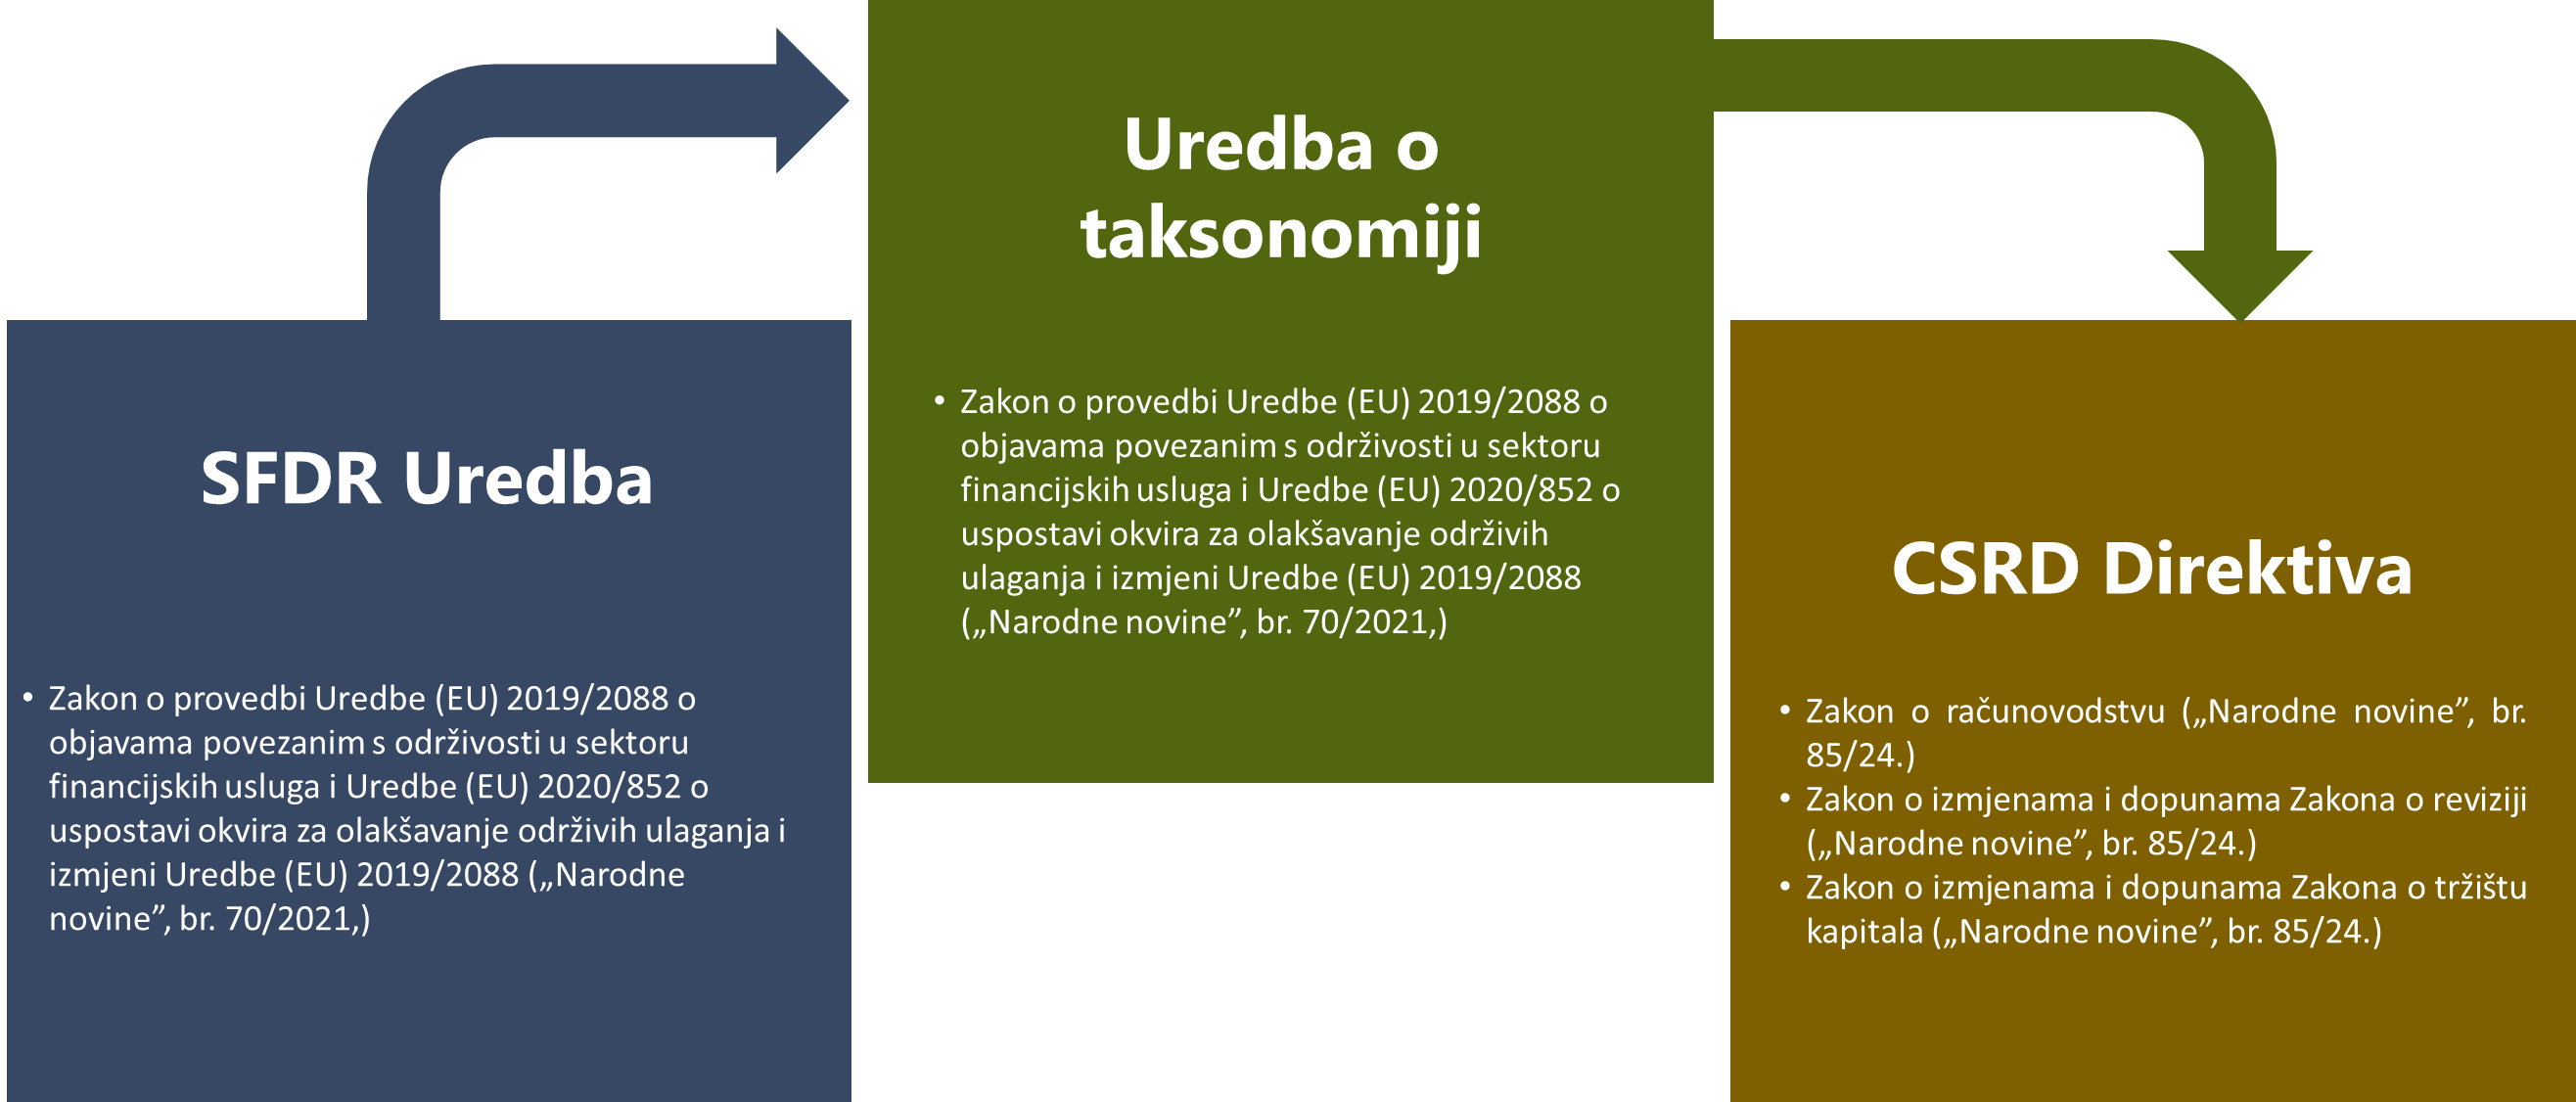 SFDR Uredba
• Zakon o provedbi Uredbe (EU) 2019/2088 o
objavama povezanim s održivosti u sektoru
financijskih usluga i Uredbe (EU) 2020/852 o
uspostavi okvira za olakšavanje održivih ulaganja i
izmjeni Uredbe (EU) 2019/2088 („Narodne
novine”, br. 70/2021,)
Uredba o
taksonomiji
• Zakon o provedbi Uredbe (EU) 2019/2088 o
objavama povezanim s održivosti u sektoru
financijskih usluga i Uredbe (EU) 2020/852 o
uspostavi okvira za olakšavanje održivih
ulaganja i izmjeni Uredbe (EU) 2019/2088
(„Narodne novine”, br. 70/2021,)
CSRD Direktiva
• Zakon o računovodstvu („Narodne novine”, br.
85/24.)
• Zakon o izmjenama i dopunama Zakona o reviziji
(„Narodne novine”, br. 85/24.)
• Zakon o izmjenama i dopunama Zakona o tržištu
kapitala („Narodne novine”, br. 85/24.)